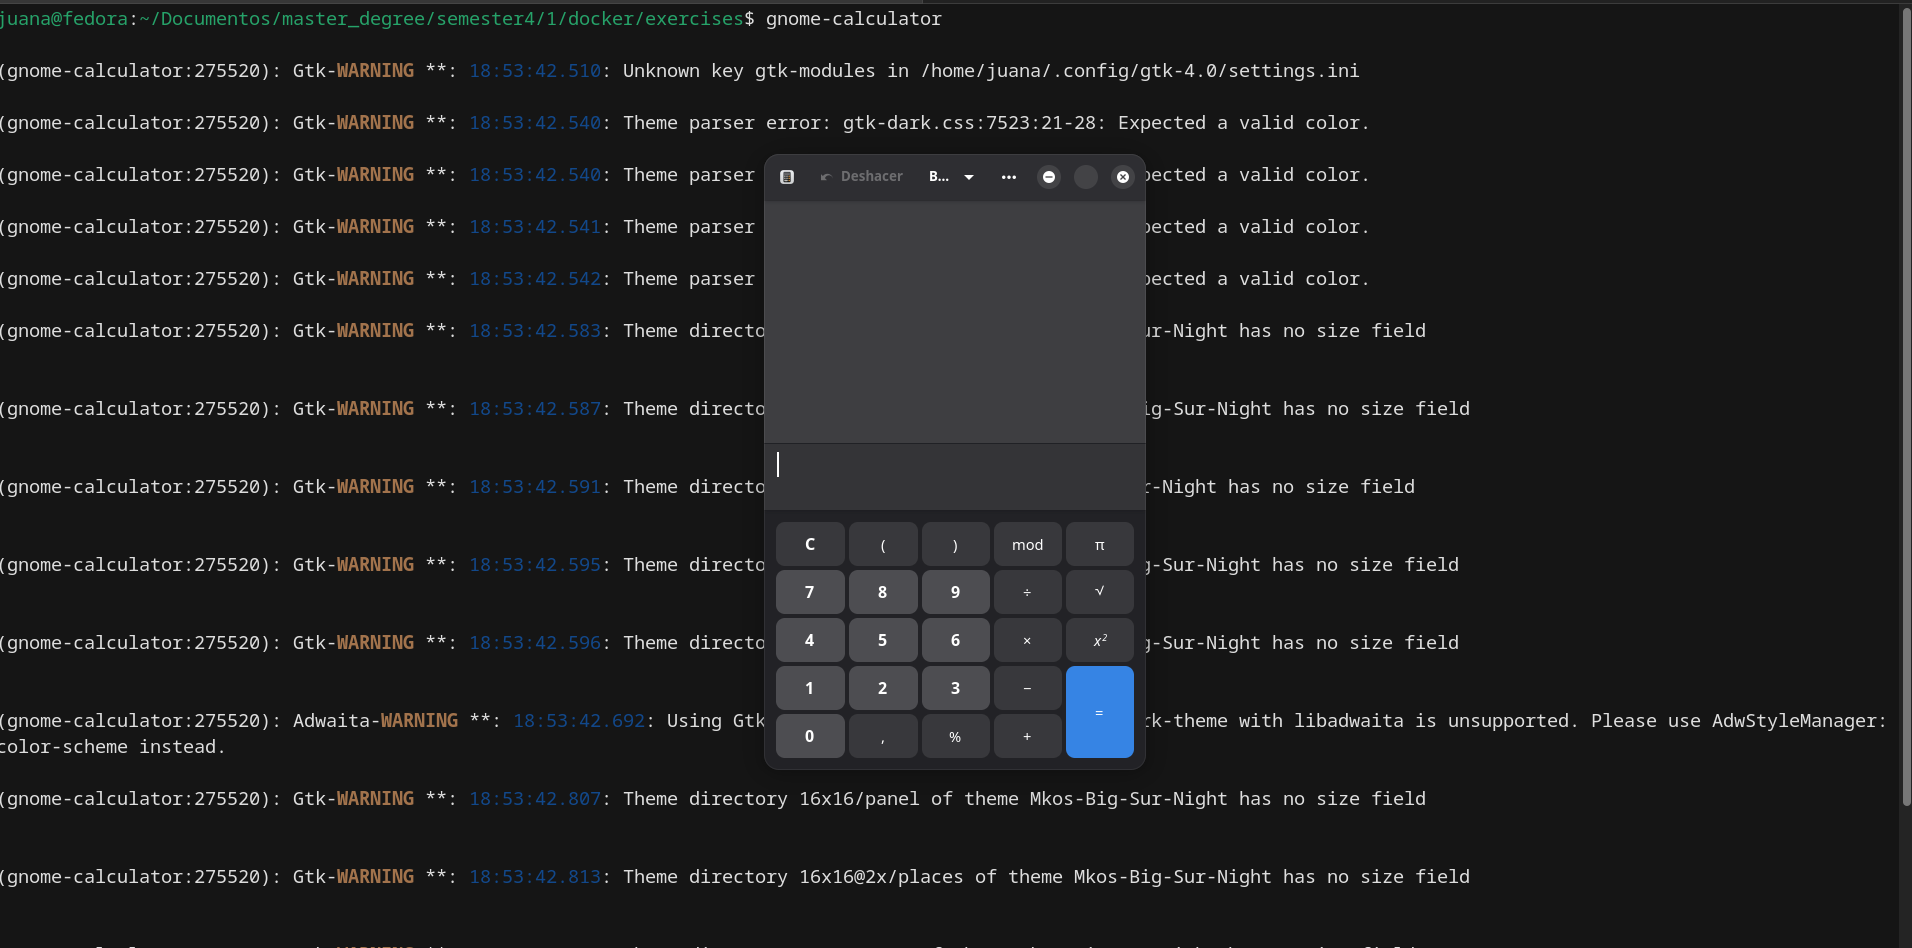 juana@fedora:~/Documentos/master_degree/semester4/1/docker/exercises$ gnome-calculator
(gnome-calculator:275520): Gtk-WARNING **: 18:53:42.510: Unknown key gtk-modules in /home/juana/.config/gtk-4.0/settings.ini
(gnome-calculator:275520): Gtk-WARNING **: 18:53:42.540: Theme parser error: gtk-dark.css:7523:21-28: Expected a valid color.
(gnome-calculator:275520): Gtk-WARNING **: 18:53:42.540: Theme parser pected a valid color.
(gnome-calculator:275520): Gtk-WARNING **: 18:53:42.541: Theme parser pected a valid color.
(gnome-calculator:275520): Gtk-WARNING **: 18:53:42.542: Theme parser pected a valid color.
(gnome-calculator:275520): Gtk-WARNING **: 18:53:42.583: Theme directo ur-Night has no size field
(gnome-calculator:275520): Gtk-WARNING **: 18:53:42.587: Theme directo ig-Sur-Night has no size field
(gnome-calculator:275520): Gtk-WARNING **: 18:53:42.591: Theme directo r-Night has no size field
(gnome-calculator:275520): Gtk-WARNING **: 18:53:42.595: Theme directo g-Sur-Night has no size field
(gnome-calculator:275520): Gtk-WARNING **: 18:53:42.596: Theme directo g-Sur-Night has no size field
(gnome-calculator:275520): Adwaita-WARNING **: 18:53:42.692: Using Gtk rk-theme with libadwaita is unsupported. Please use AdwStyleManager:
color-scheme instead.
(gnome-calculator:275520): Gtk-WARNING **: 18:53:42.807: Theme directory 16x16/panel of theme Mkos-Big-Sur-Night has no size field
(gnome-calculator:275520): Gtk-WARNING **: 18:53:42.813: Theme directory 16x16@2x/places of theme Mkos-Big-Sur-Night has no size field
Deshacer B...
C ( ) mod π
7 8 9 ÷ √
4 5 6 × x²
1 2 3 − =
0 , % +